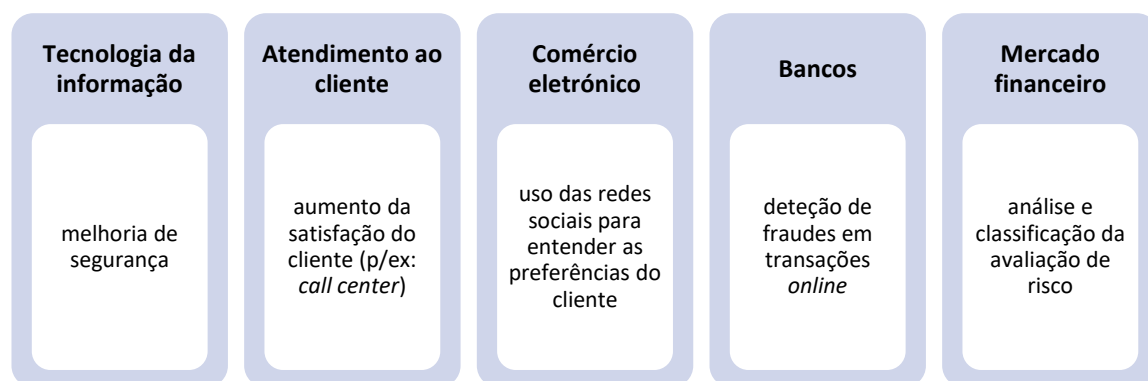 Tecnologia da
informação
melhoria de
segurança
Atendimento ao
cliente
aumento da
satisfação do
cliente (p/ex:
call center)
Comércio
eletrónico
uso das redes
sociais para
entender as
preferências do
cliente
Bancos
deteção de
fraudes em
transações
online
Mercado
financeiro
análise e
classificação da
avaliação de
risco